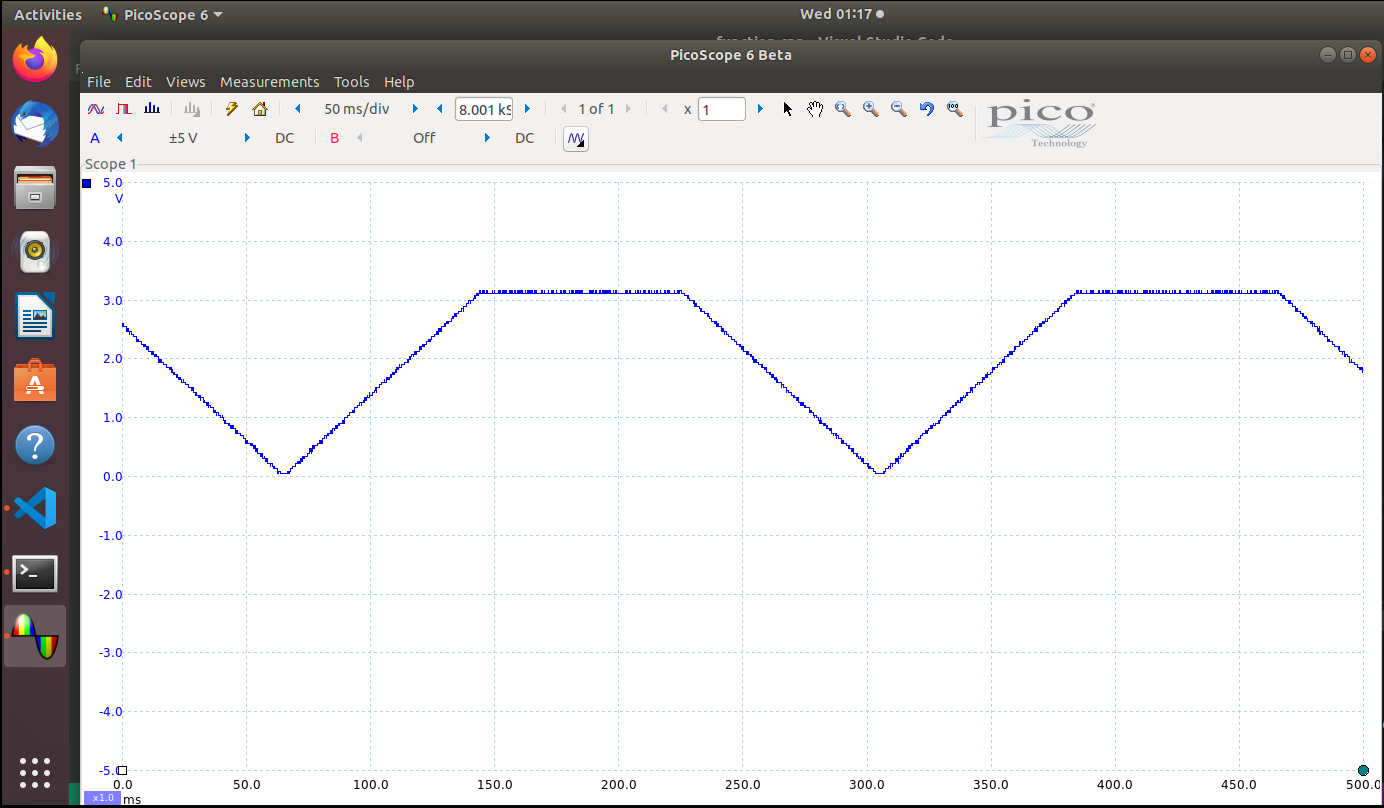 Activities PicoScope 6 Wed 01:17
PicoScope 6 Beta
File Edit Views Measurements Tools Help
50 ms/div 8.001 kS 1 of 1 x 1
A ±5 V DC B Off DC
pico
Technology
Scope 1
5.0
V
4.0
3.0
2.0
1.0
0.0
-1.0
-2.0
-3.0
-4.0
-5.0
0.0 50.0 100.0 150.0 200.0 250.0 300.0 350.0 400.0 450.0 500.0
x1.0 ms